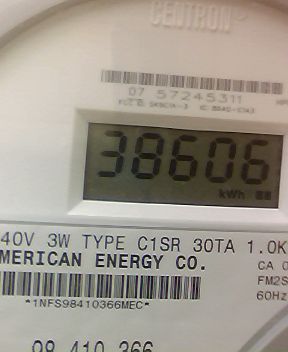 CENTRON
07 57245311
38606
kWh
40V 3W TYPE C1SR 30TA 1.0K
MERICAN ENERGY CO.
CA 0
FM2S
60Hz
*1NFS98410366MEC*
98 410 366